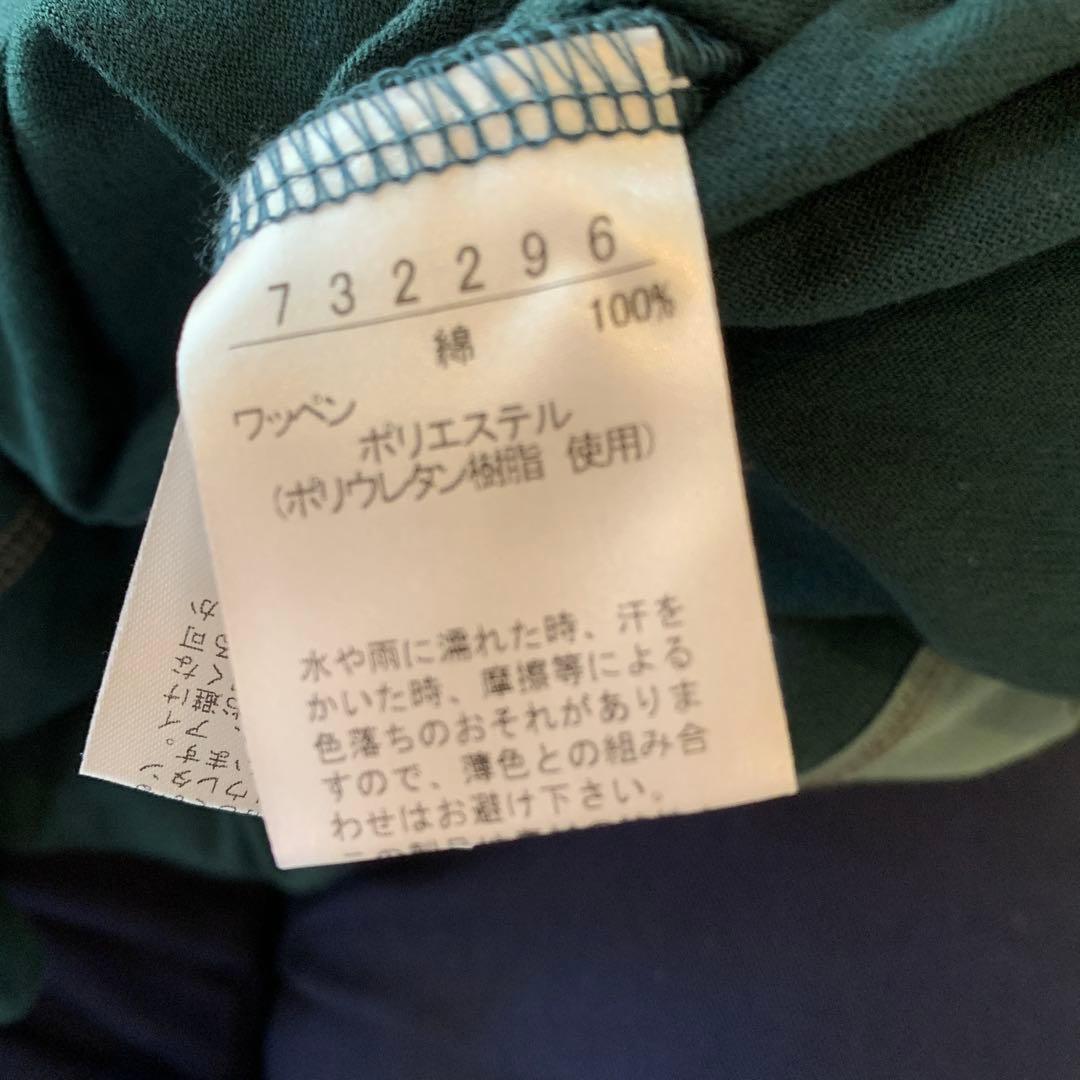 732296
綿 100%
ワッペン
ポリエステル
(ポリウレタン樹脂 使用)
水や雨に濡れた時、汗を
かいた時、摩擦等による
色落ちのおそれがありま
すので、薄色との組み合
わせはお避け下さい。